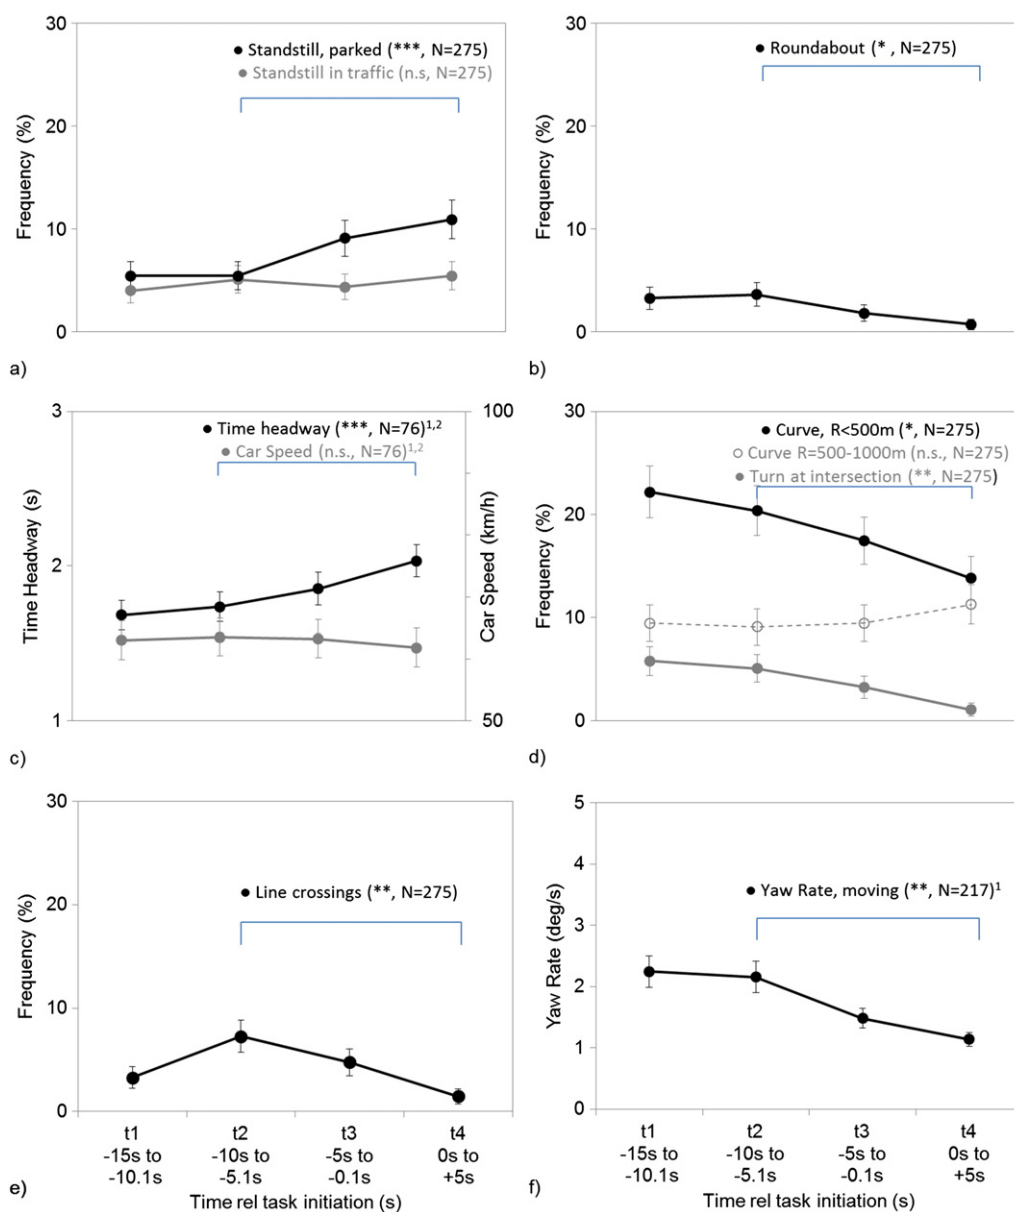 30
20
10
0
Frequency (%)
● Standstill, parked (***, N=275)
● Standstill in traffic (n.s, N=275)
a)
30
20
10
0
Frequency (%)
● Roundabout (* , N=275)
b)
3
2
1
Time Headway (s)
100
50
Car Speed (km/h)
● Time headway (***, N=76)1,2
● Car Speed (n.s., N=76)1,2
c)
30
20
10
0
Frequency (%)
● Curve, R<500m (*, N=275)
○ Curve R=500-1000m (n.s., N=275)
● Turn at intersection (**, N=275)
d)
30
20
10
0
Frequency (%)
● Line crossings (**, N=275)
t1 t2 t3 t4
-15s to -10s to -5s to 0s to
-10.1s -5.1s -0.1s +5s
Time rel task initiation (s)
e)
5
4
3
2
1
0
Yaw Rate (deg/s)
● Yaw Rate, moving (**, N=217)1
t1 t2 t3 t4
-15s to -10s to -5s to 0s to
-10.1s -5.1s -0.1s +5s
Time rel task initiation (s)
f)